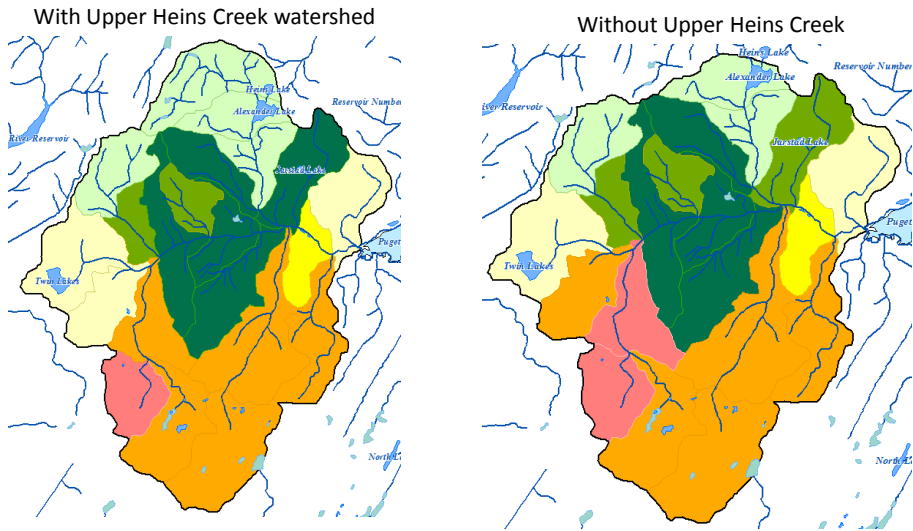 With Upper Heins Creek watershed
Without Upper Heins Creek
Heins Lake
Alexander Lake
Reservoir Number
River Reservoir
Jarstad Lake
Twin Lakes
Puget
North L
Heins Lake
Alexander Lake
Reservoir Numb
River Reservoir
Jarstad Lake
Twin Lakes
Puget
North Lo